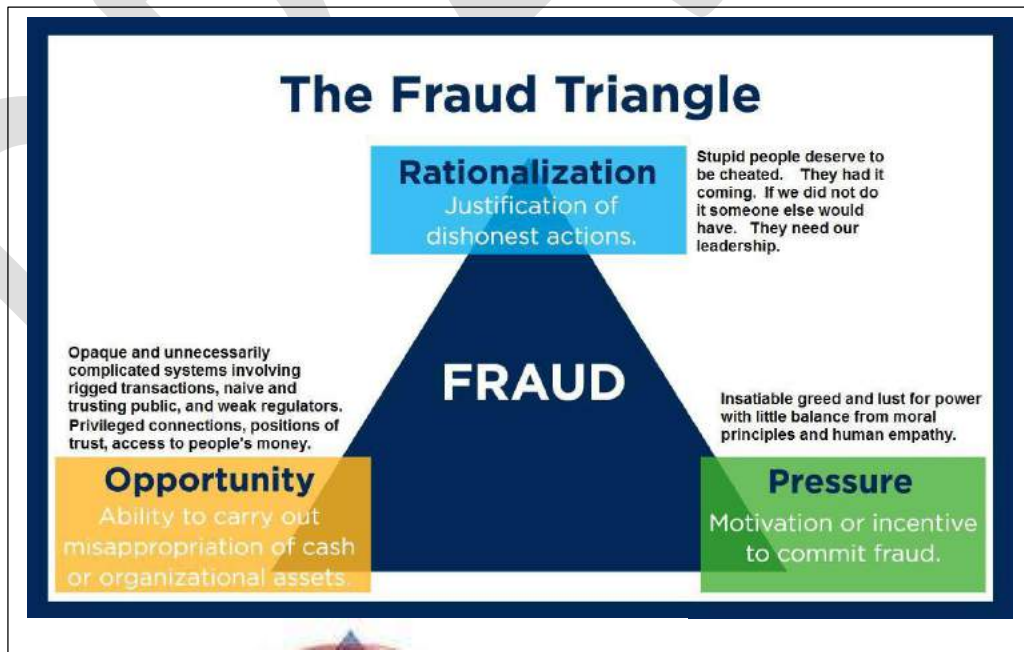 The Fraud Triangle
Rationalization
Justification of
dishonest actions.
Stupid people deserve to
be cheated. They had it
coming. If we did not do
it someone else would
have. They need our
leadership.
FRAUD
Opaque and unnecessarily
complicated systems involving
rigged transactions, naive and
trusting public, and weak regulators.
Privileged connections, positions of
trust, access to people's money.
Opportunity
Ability to carry out
misappropriation of cash
or organizational assets.
Insatiable greed and lust for power
with little balance from moral
principles and human empathy.
Pressure
Motivation or incentive
to commit fraud.